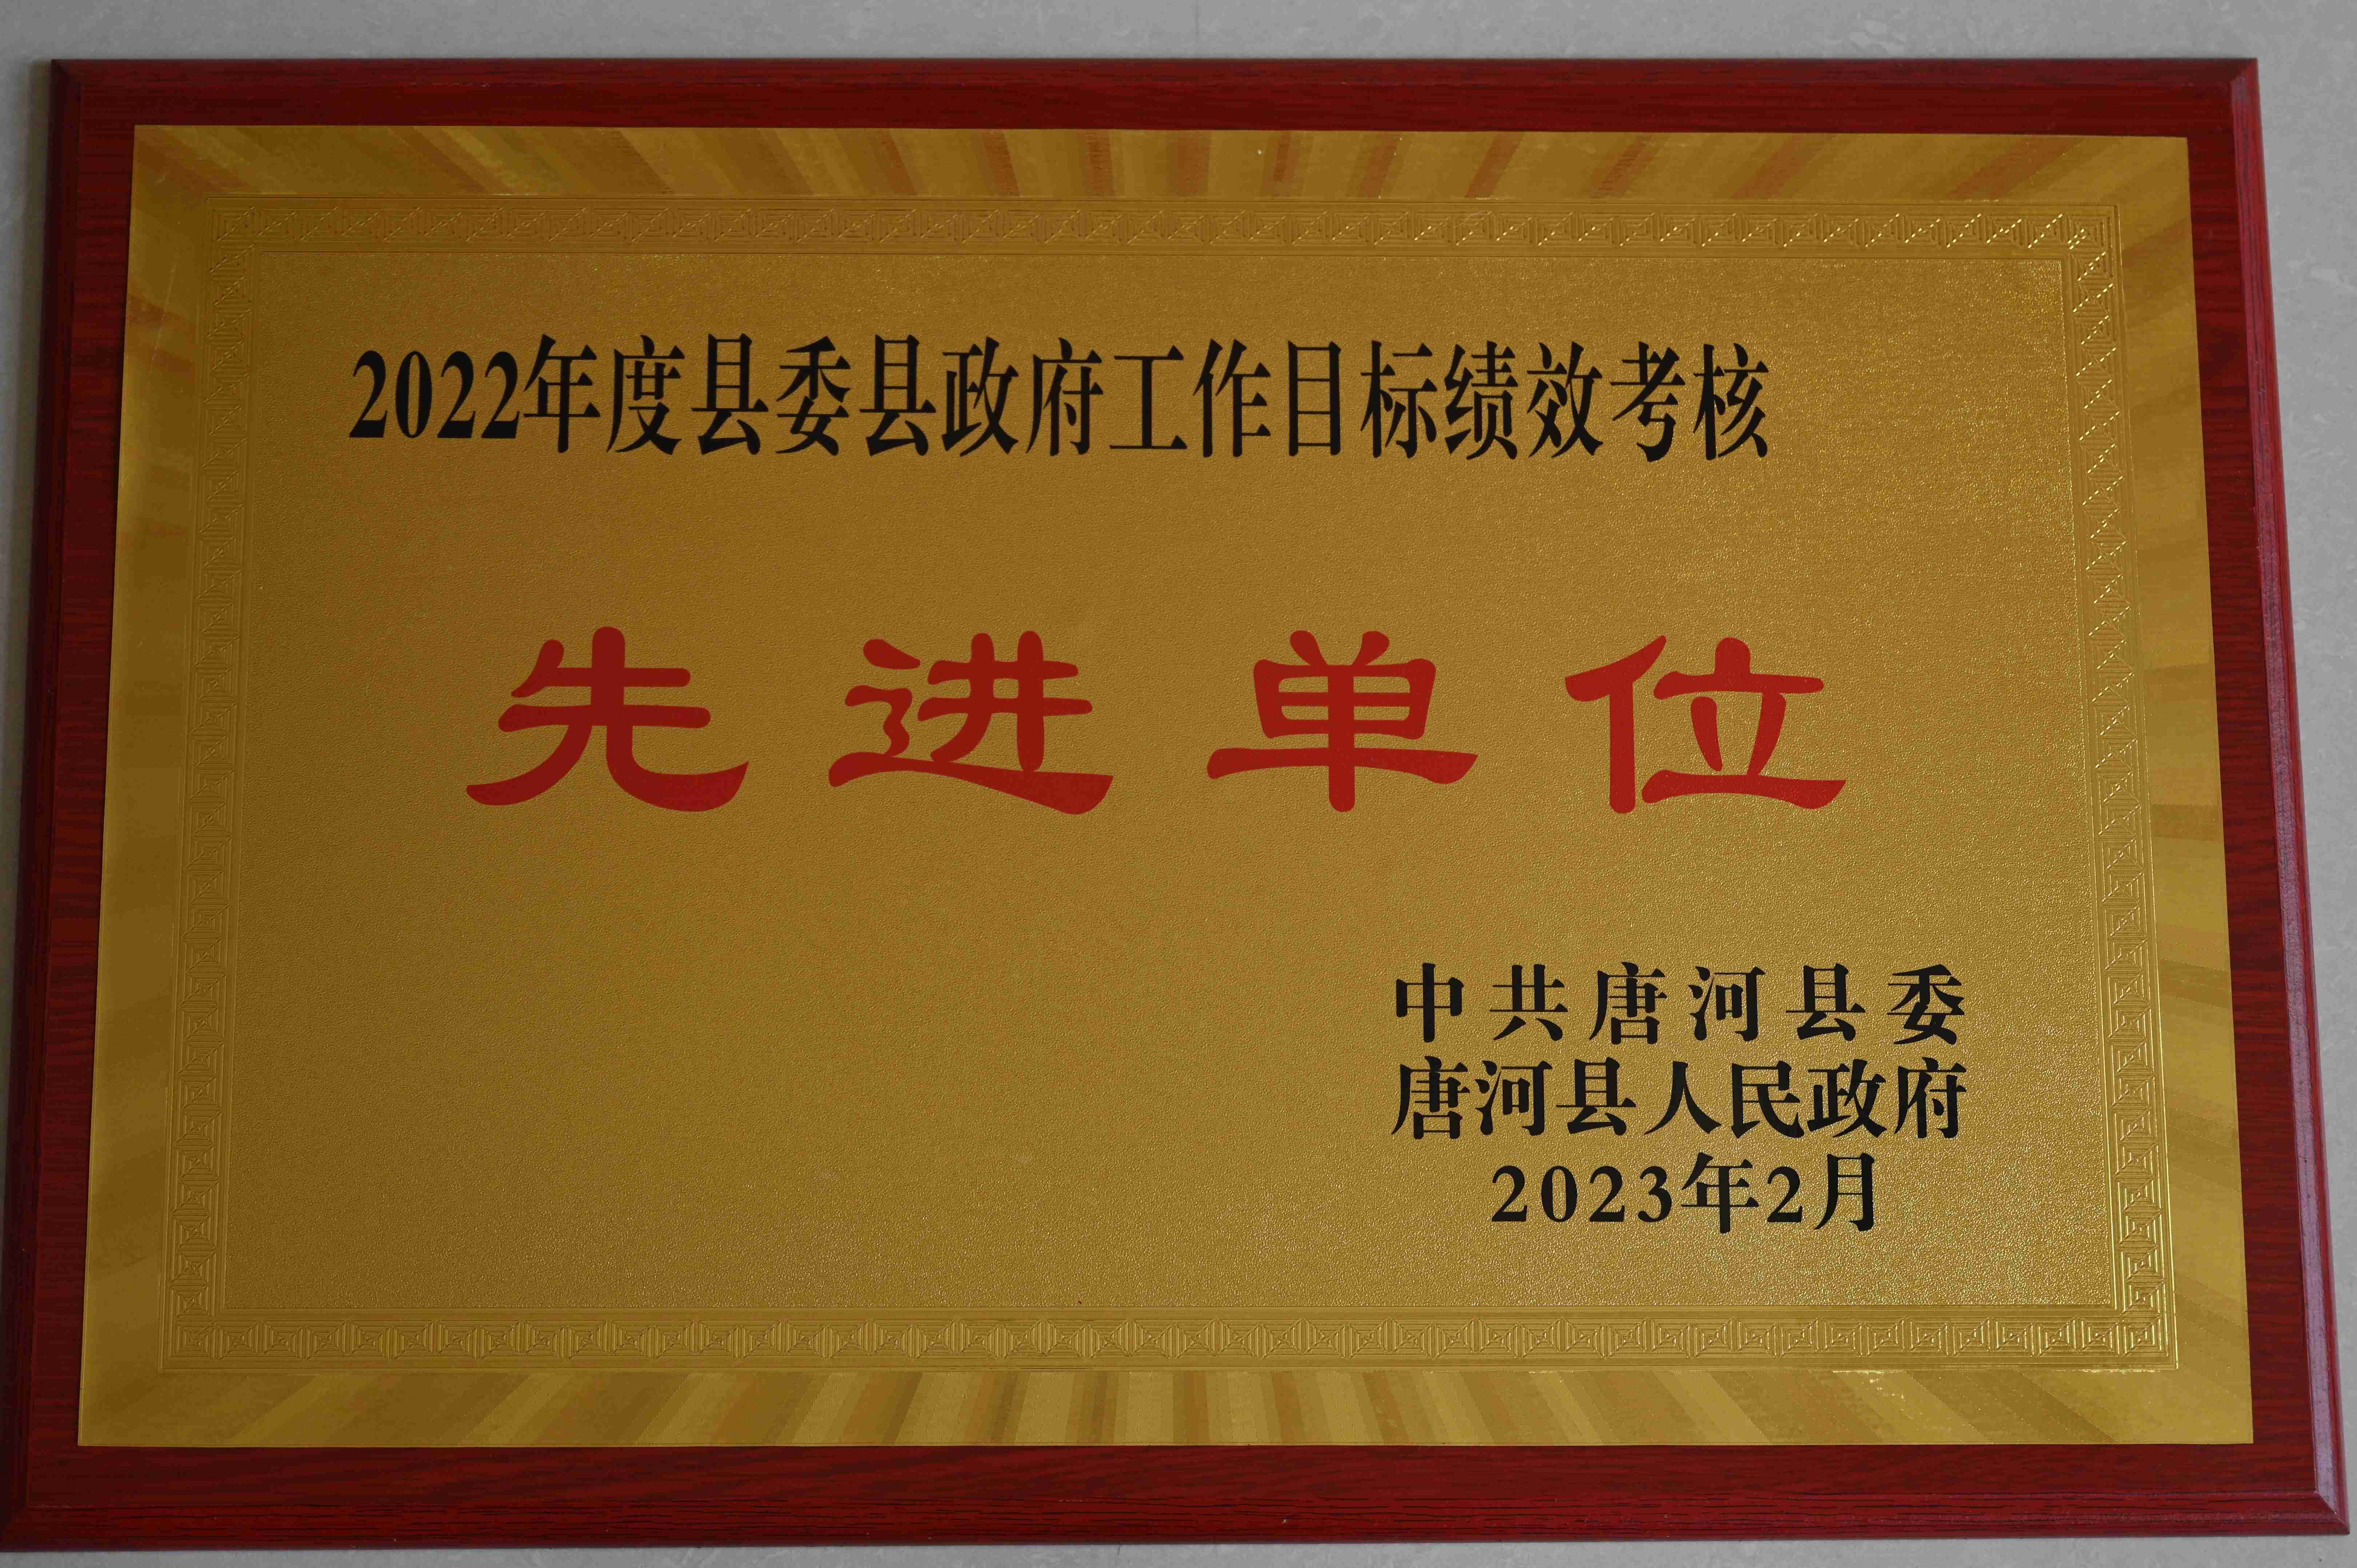 2022年度县委县政府工作目标绩效考核
先进单位
中共唐河县委
唐河县人民政府
2023年2月